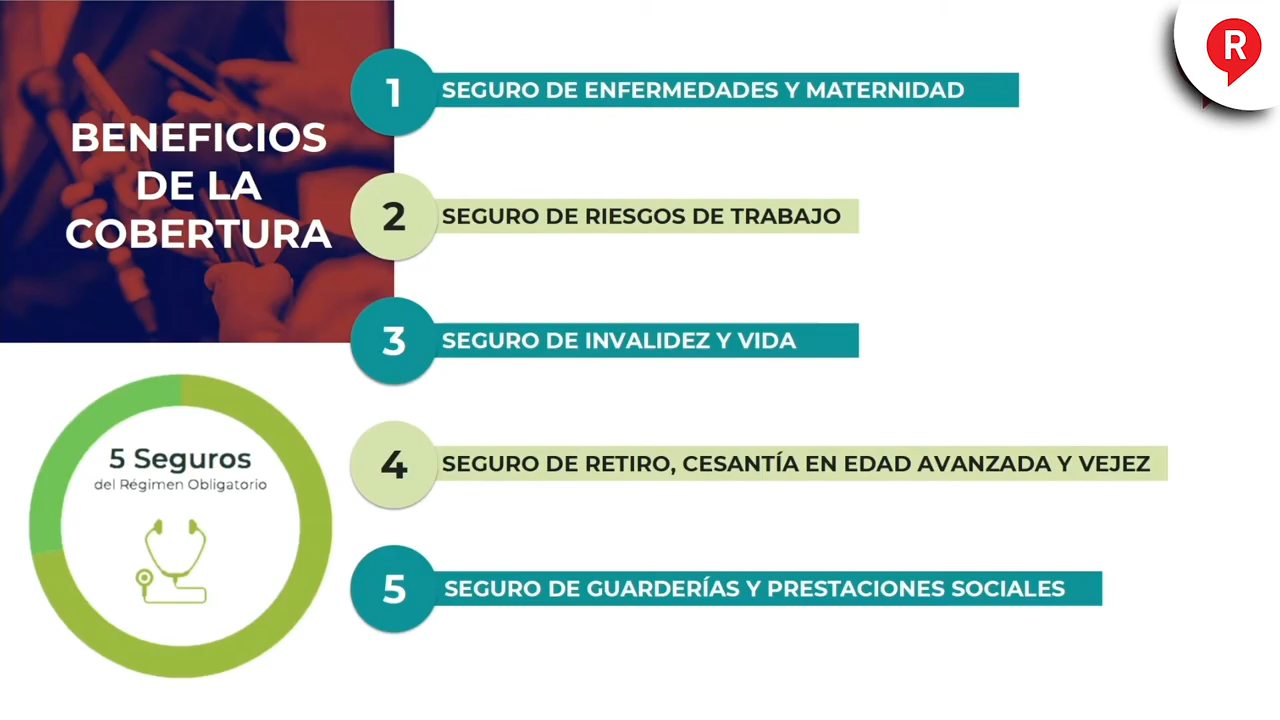 BENEFICIOS
DE LA
COBERTURA
1 SEGURO DE ENFERMEDADES Y MATERNIDAD
2 SEGURO DE RIESGOS DE TRABAJO
3 SEGURO DE INVALIDEZ Y VIDA
4 SEGURO DE RETIRO, CESANTÍA EN EDAD AVANZADA Y VEJEZ
5 SEGURO DE GUARDERÍAS Y PRESTACIONES SOCIALES
5 Seguros
del Régimen Obligatorio
R